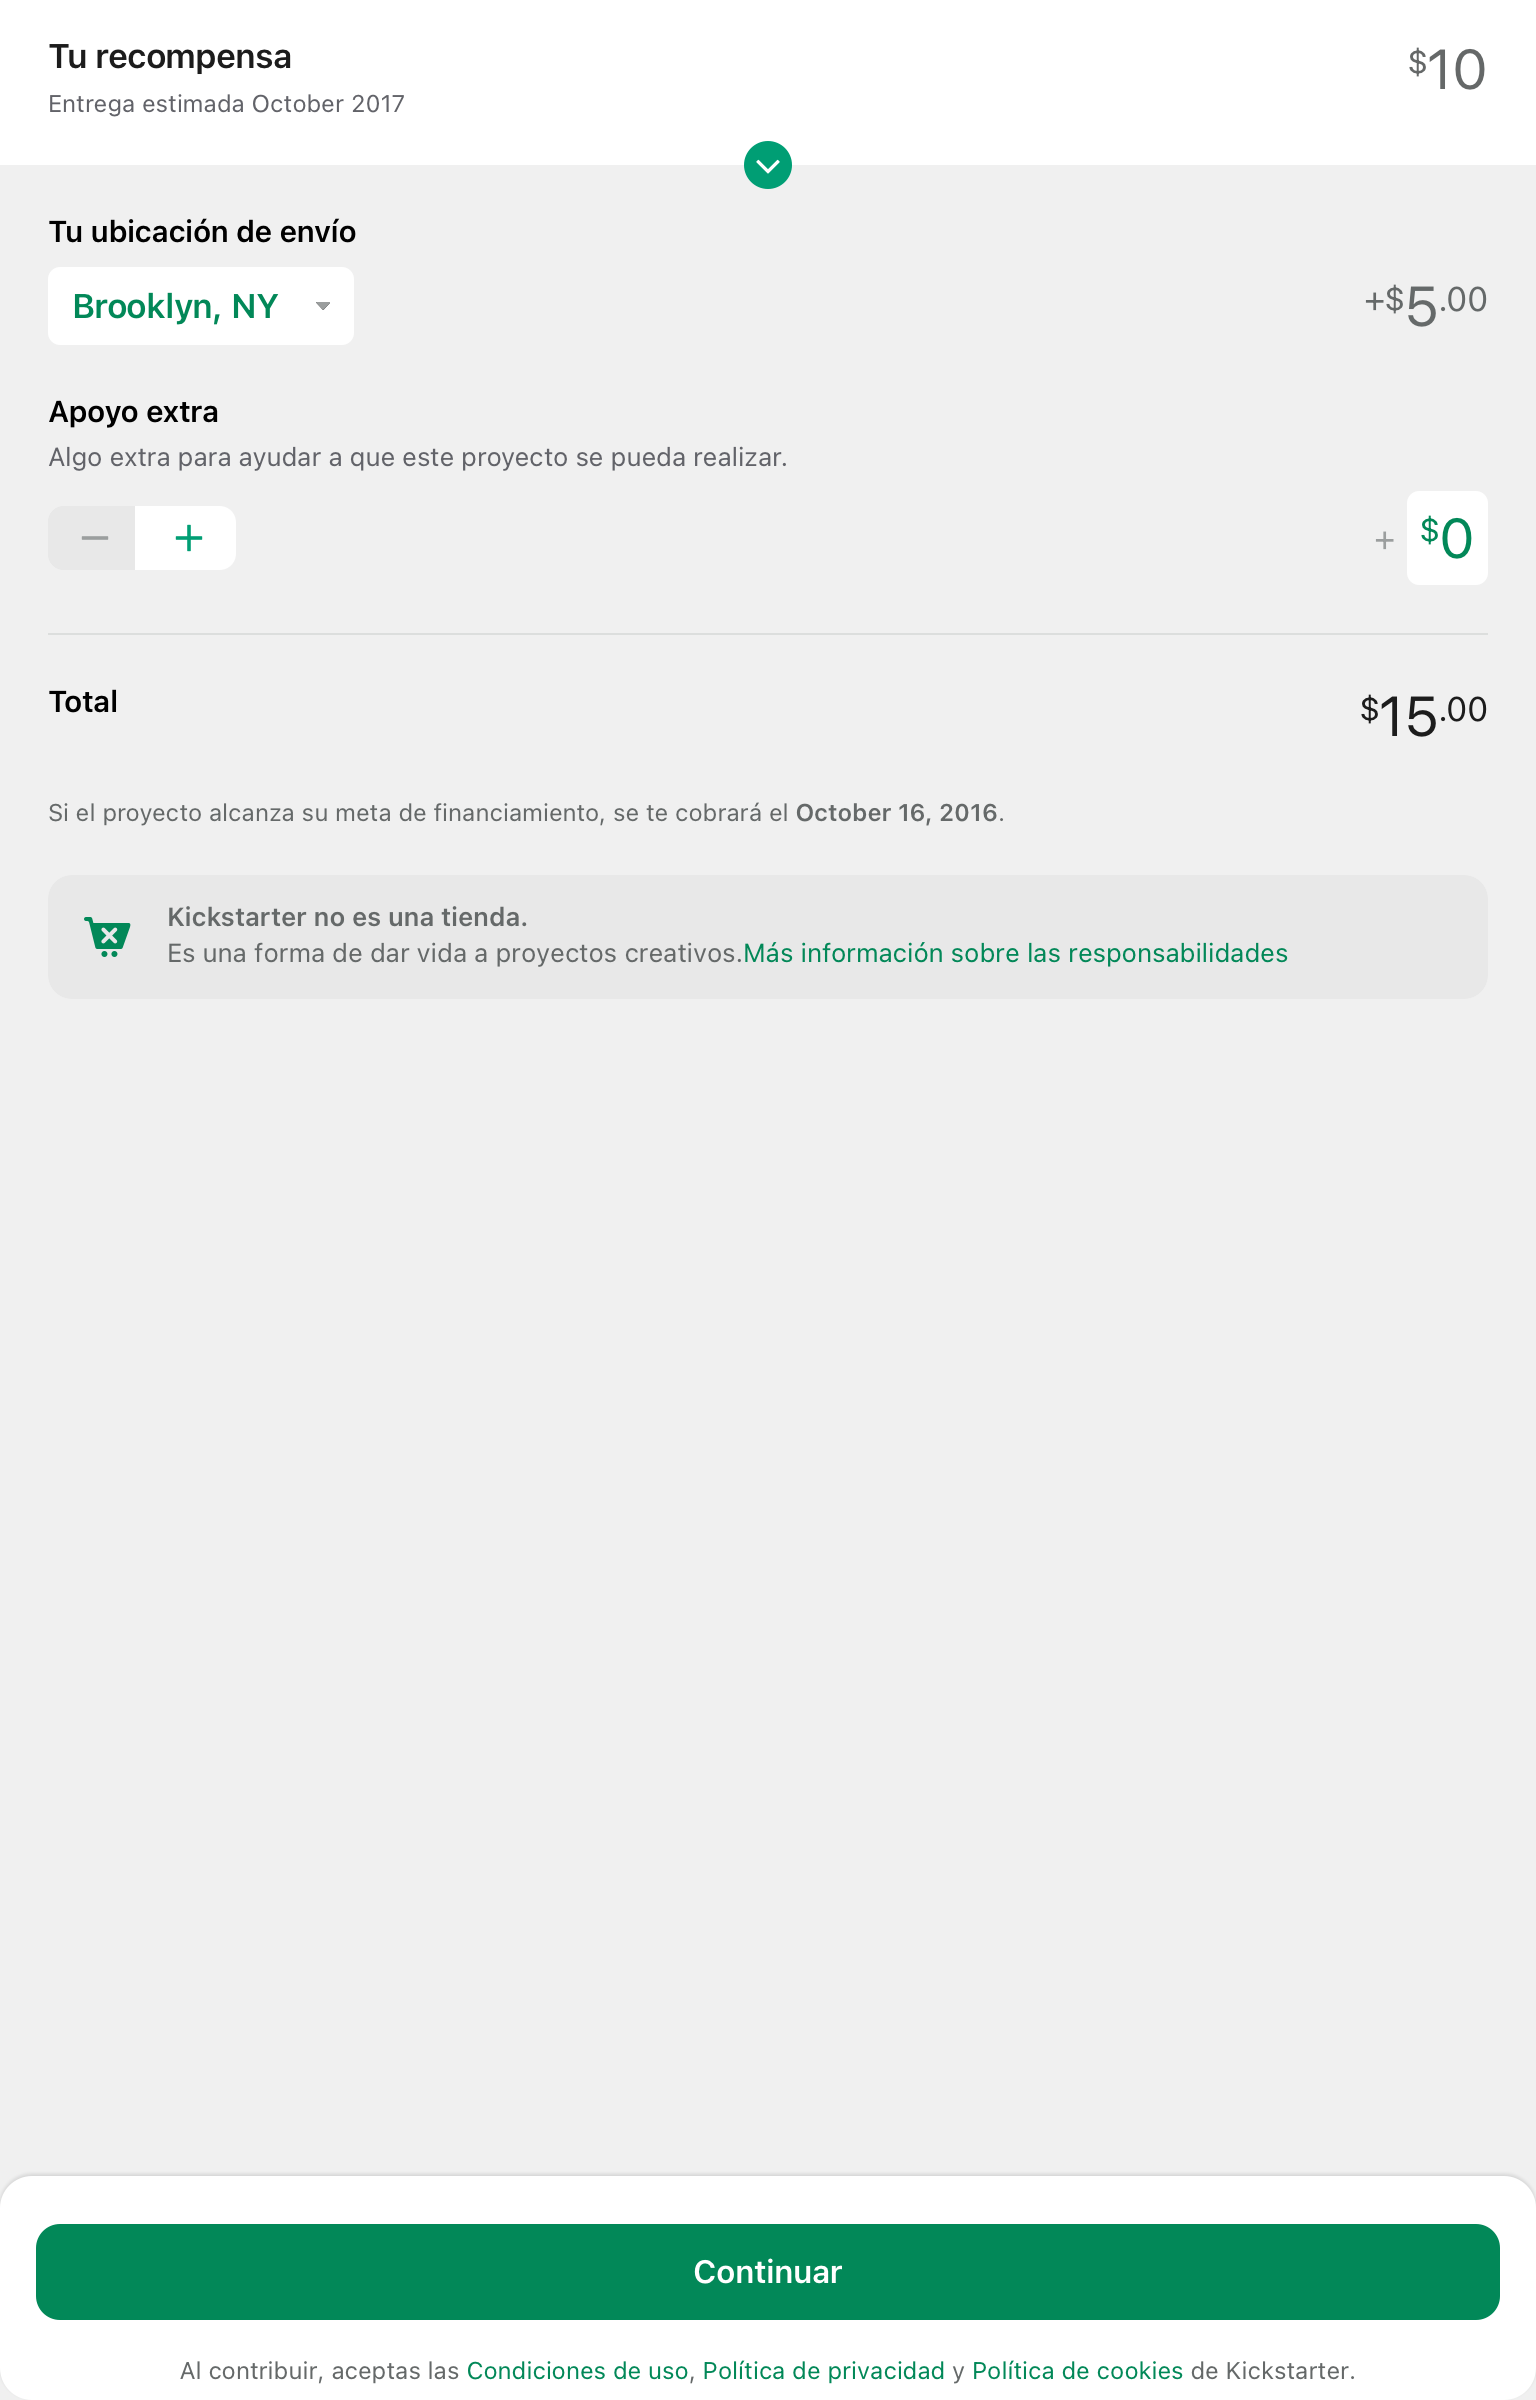 Tu recompensa
$10
Entrega estimada October 2017
Tu ubicación de envío
Brooklyn, NY
+$5.00
Apoyo extra
Algo extra para ayudar a que este proyecto se pueda realizar.
+ $0
Total
$15.00
Si el proyecto alcanza su meta de financiamiento, se te cobrará el October 16, 2016.
Kickstarter no es una tienda.
Es una forma de dar vida a proyectos creativos.Más información sobre las responsabilidades
Continuar
Al contribuir, aceptas las Condiciones de uso, Política de privacidad y Política de cookies de Kickstarter.